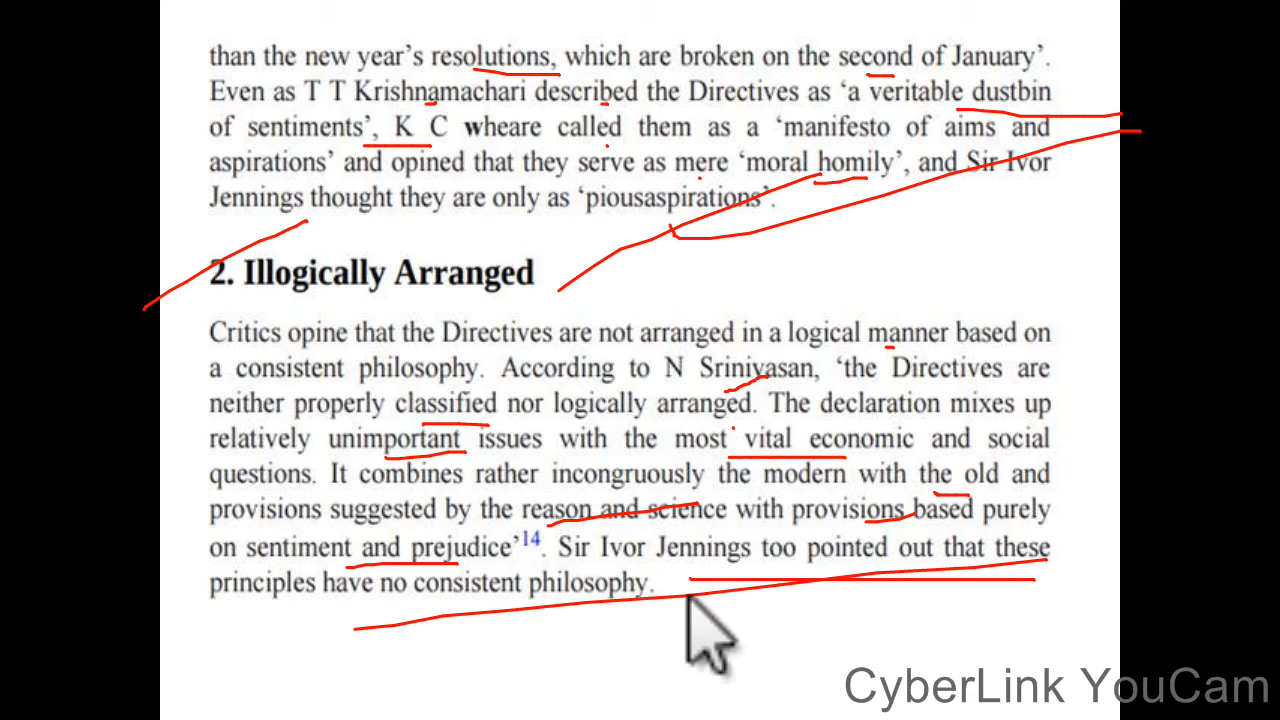 than the new year’s resolutions, which are broken on the second of January’.
Even as T T Krishnamachari described the Directives as ‘a veritable dustbin
of sentiments’, K C wheare called them as a ‘manifesto of aims and
aspirations’ and opined that they serve as mere ‘moral homily’, and Sir Ivor
Jennings thought they are only as ‘piousaspirations’.
2. Illogically Arranged
Critics opine that the Directives are not arranged in a logical manner based on
a consistent philosophy. According to N Srinivasan, ‘the Directives are
neither properly classified nor logically arranged. The declaration mixes up
relatively unimportant issues with the most vital economic and social
questions. It combines rather incongruously the modern with the old and
provisions suggested by the reason and science with provisions based purely
on sentiment and prejudice’14. Sir Ivor Jennings too pointed out that these
principles have no consistent philosophy.
CyberLink YouCam